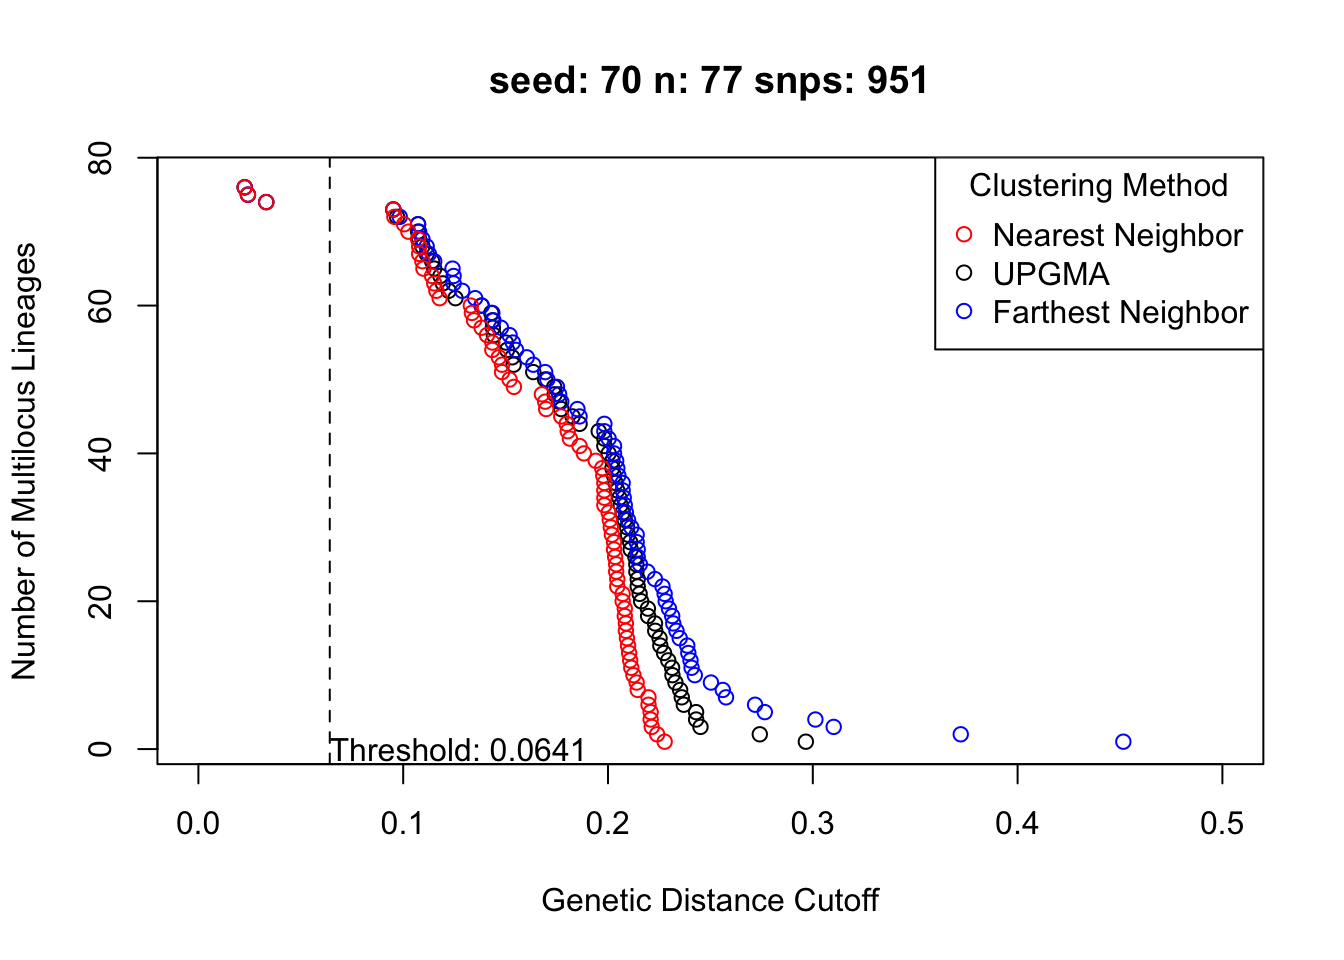 seed: 70 n: 77 snps: 951
Number of Multilocus Lineages
80
60
40
20
0
Clustering Method
Nearest Neighbor
UPGMA
Farthest Neighbor
Threshold: 0.0641
0.0 0.1 0.2 0.3 0.4 0.5
Genetic Distance Cutoff